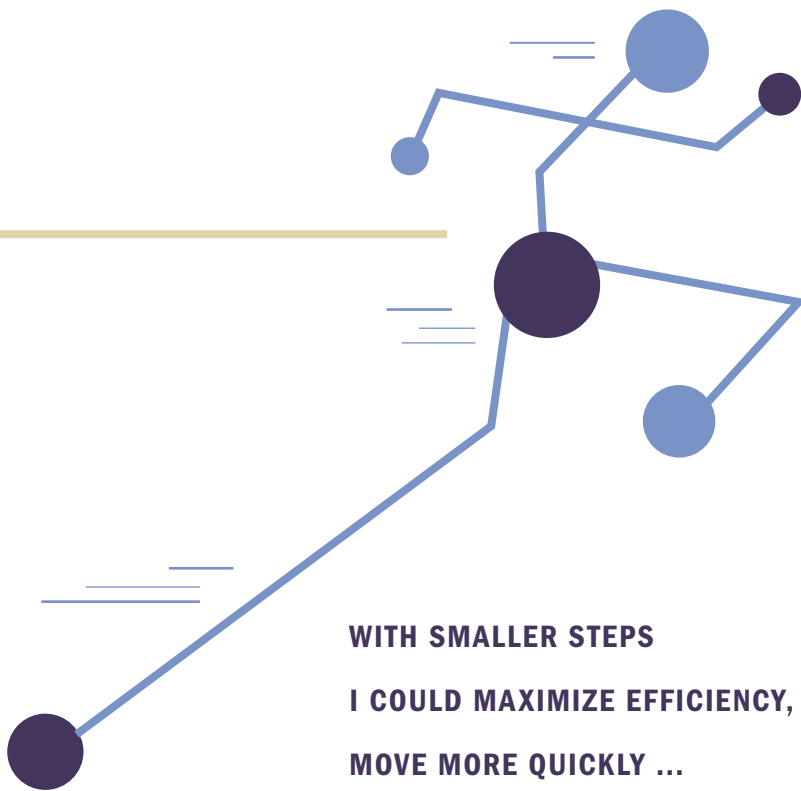 WITH SMALLER STEPS
I COULD MAXIMIZE EFFICIENCY,
MOVE MORE QUICKLY ...